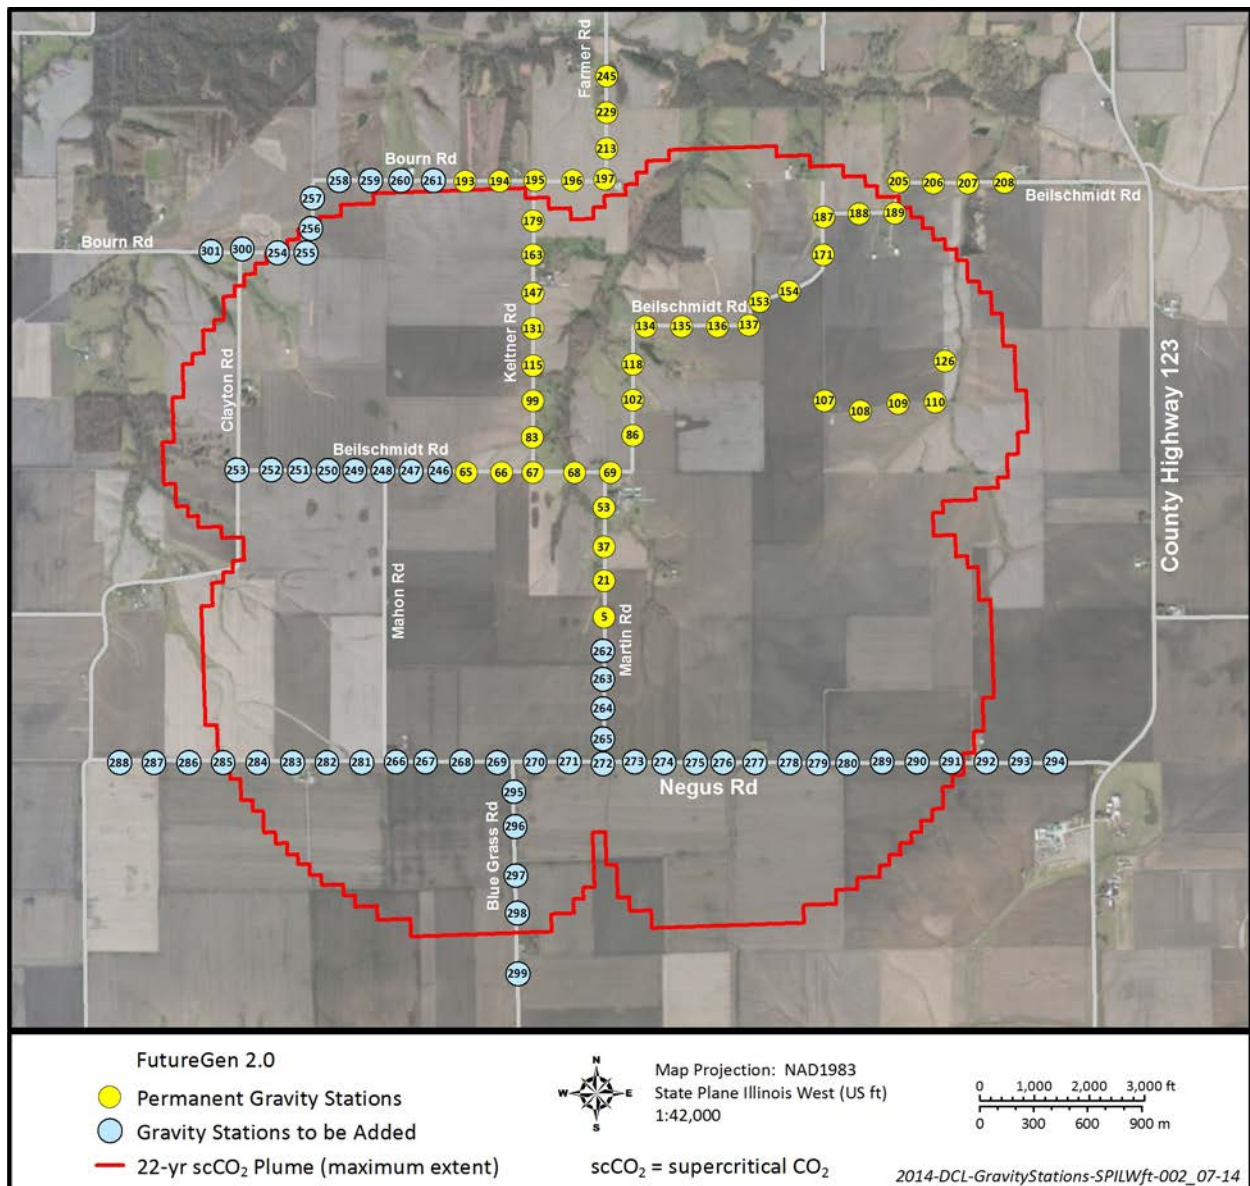 Farmer Rd
245
229
213
Bourn Rd
258 259 260 261 193 194 195 196 197
205 206 207 208
Beilschmidt Rd
257
256
179
187 188 189
Bourn Rd
301 300 254 255
163
171
147
153 154
Beilschmidt Rd
131
134 135 136 137
Keltner Rd
115
118
126
Clayton Rd
99
102
107 108 109 110
County Highway 123
83
86
Beilschmidt Rd
253 252 251 250 249 248 247 246 65 66 67 68 69
53
37
21
Mahon Rd
5
Martin Rd
262
263
264
265
288 287 286 285 284 283 282 281 266 267 268 269 270 271 272 273 274 275 276 277 278 279 280 289 290 291 292 293 294
Negus Rd
295
Blue Grass Rd
296
297
298
299
FutureGen 2.0
Permanent Gravity Stations
Gravity Stations to be Added
22-yr scCO₂ Plume (maximum extent)
N
W E
S
Map Projection: NAD1983
State Plane Illinois West (US ft)
1:42,000
scCO₂ = supercritical CO₂
0 1,000 2,000 3,000 ft
0 300 600 900 m
2014-DCL-GravityStations-SPILWft-002_07-14